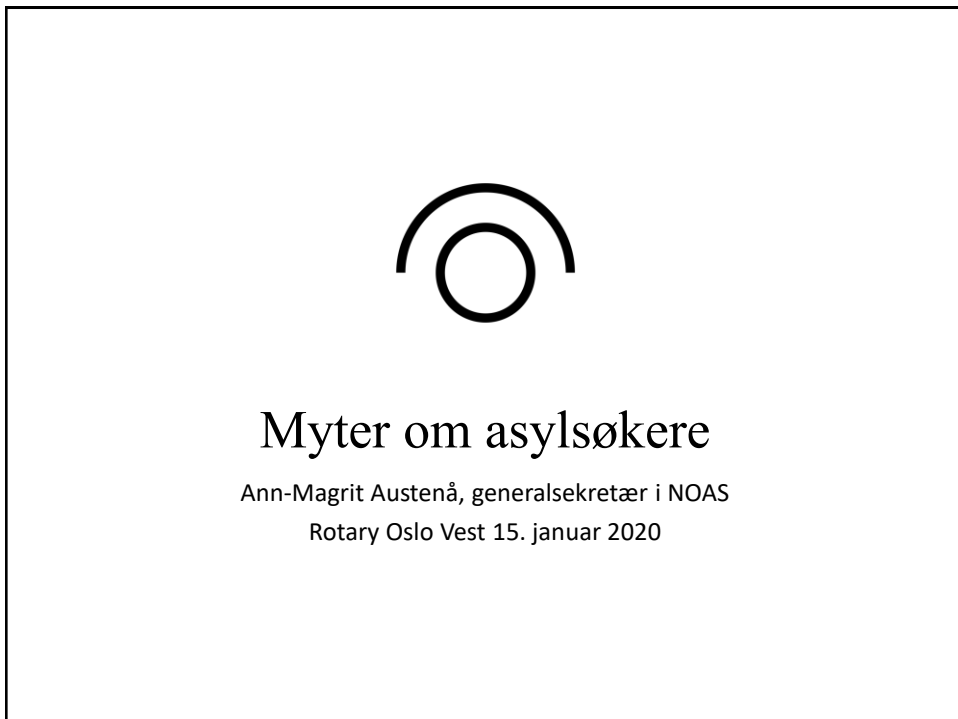 Myter om asylsøkere
Ann-Magrit Austenå, generalsekretær i NOAS
Rotary Oslo Vest 15. januar 2020